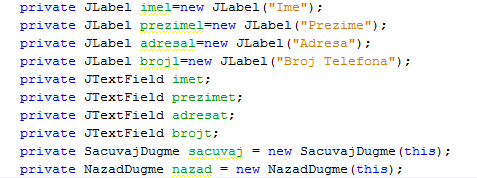 private JLabel imel=new JLabel("Ime");
private JLabel prezimel=new JLabel("Prezime");
private JLabel adresal=new JLabel("Adresa");
private JLabel brojl=new JLabel("Broj Telefona");
private JTextField imet;
private JTextField prezimet;
private JTextField adresat;
private JTextField brojt;
private SacuvajDugme sacuvaj = new SacuvajDugme(this);
private NazadDugme nazad = new NazadDugme(this);